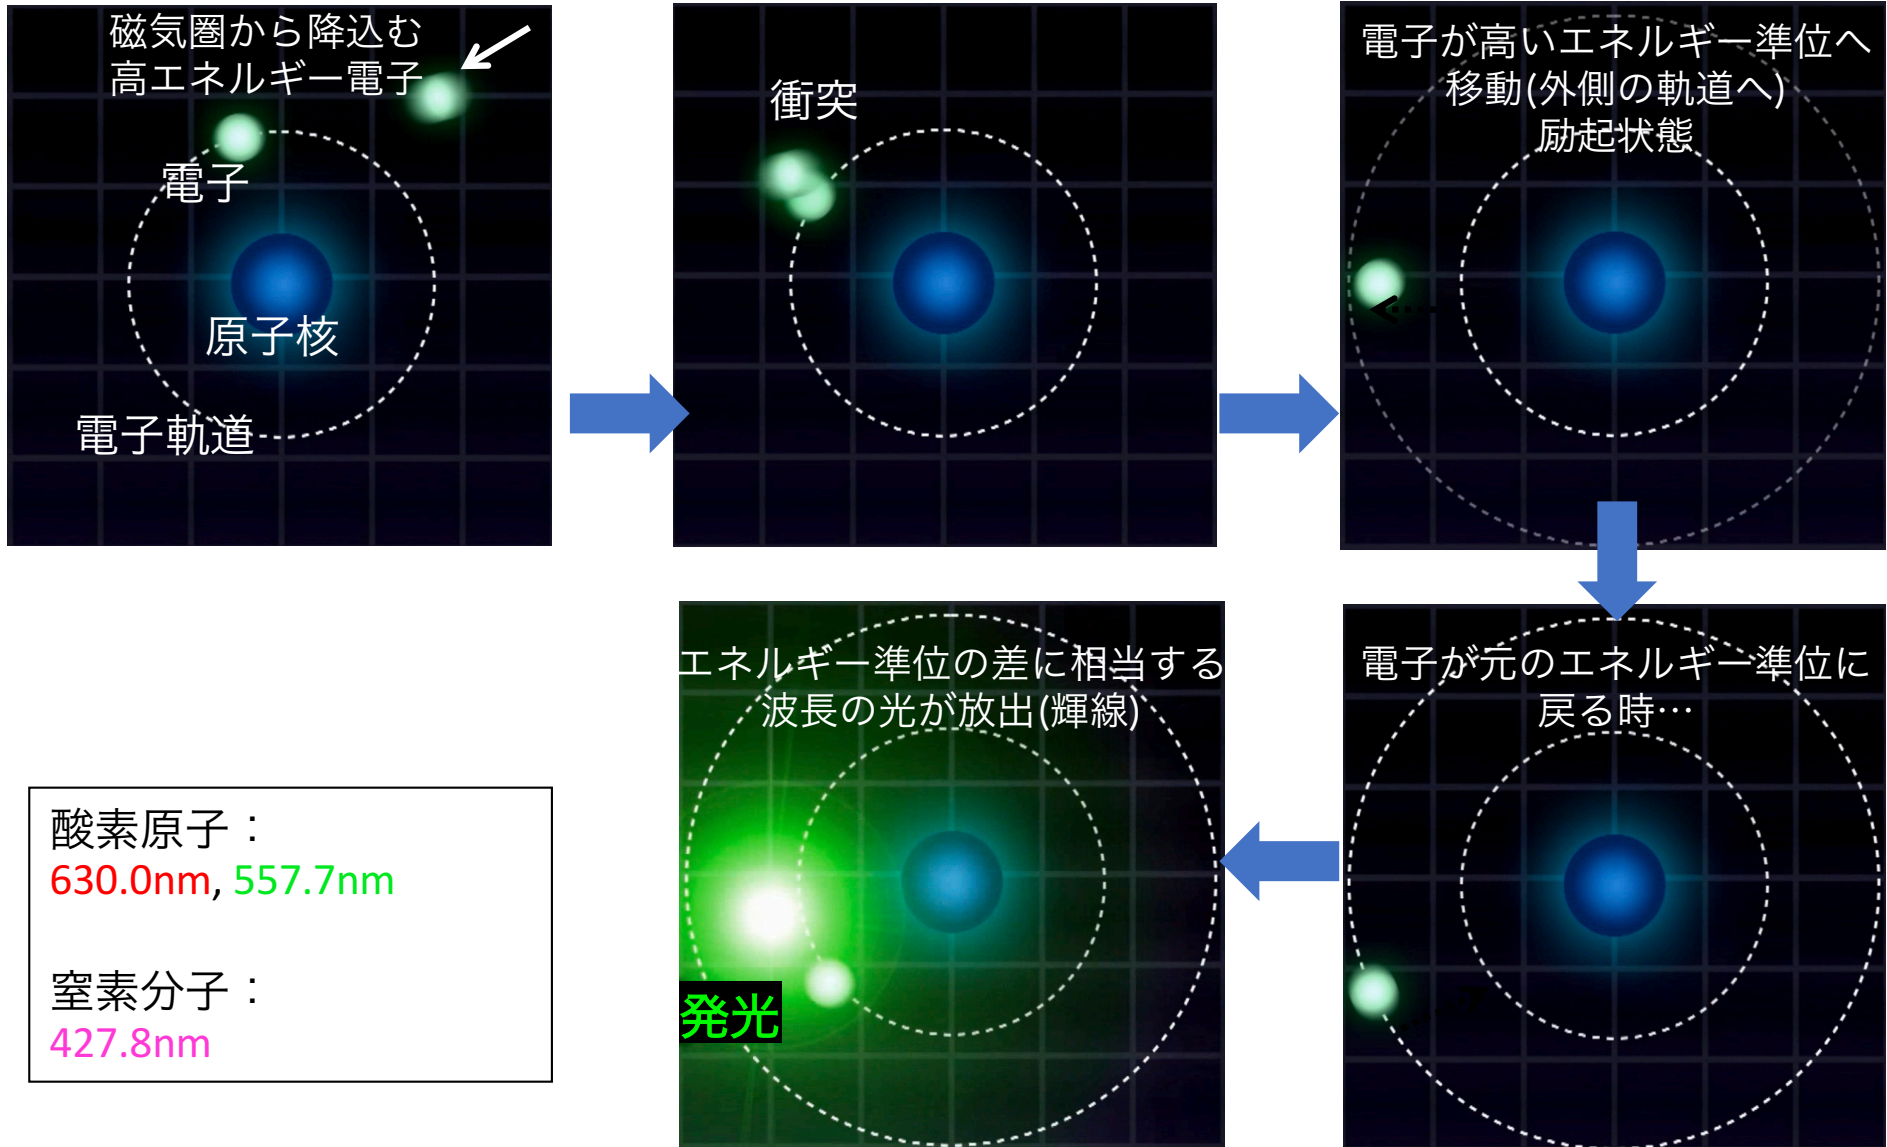 磁気圏から降込む
高エネルギー電子
電子
原子核
電子軌道
衝突
電子が高いエネルギー準位へ
移動(外側の軌道へ)
励起状態
電子が元のエネルギー準位に
戻る時…
エネルギー準位の差に相当する
波長の光が放出(輝線)
発光
酸素原子：
630.0nm, 557.7nm
窒素分子：
427.8nm